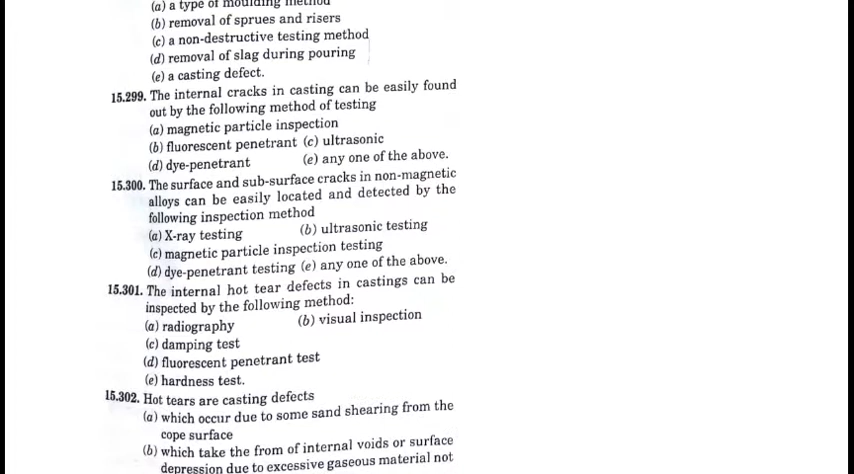 (a) a type of moulding method
(b) removal of sprues and risers
(c) a non-destructive testing method
(d) removal of slag during pouring
(e) a casting defect.
15.299. The internal cracks in casting can be easily found
out by the following method of testing
(a) magnetic particle inspection
(b) fluorescent penetrant (c) ultrasonic
(d) dye-penetrant (e) any one of the above.
15.300. The surface and sub-surface cracks in non-magnetic
alloys can be easily located and detected by the
following inspection method
(a) X-ray testing (b) ultrasonic testing
(c) magnetic particle inspection testing
(d) dye-penetrant testing (e) any one of the above.
15.301. The internal hot tear defects in castings can be
inspected by the following method:
(a) radiography (b) visual inspection
(c) damping test
(d) fluorescent penetrant test
(e) hardness test.
15.302. Hot tears are casting defects
(a) which occur due to some sand shearing from the
cope surface
(b) which take the from of internal voids or surface
depression due to excessive gaseous material not